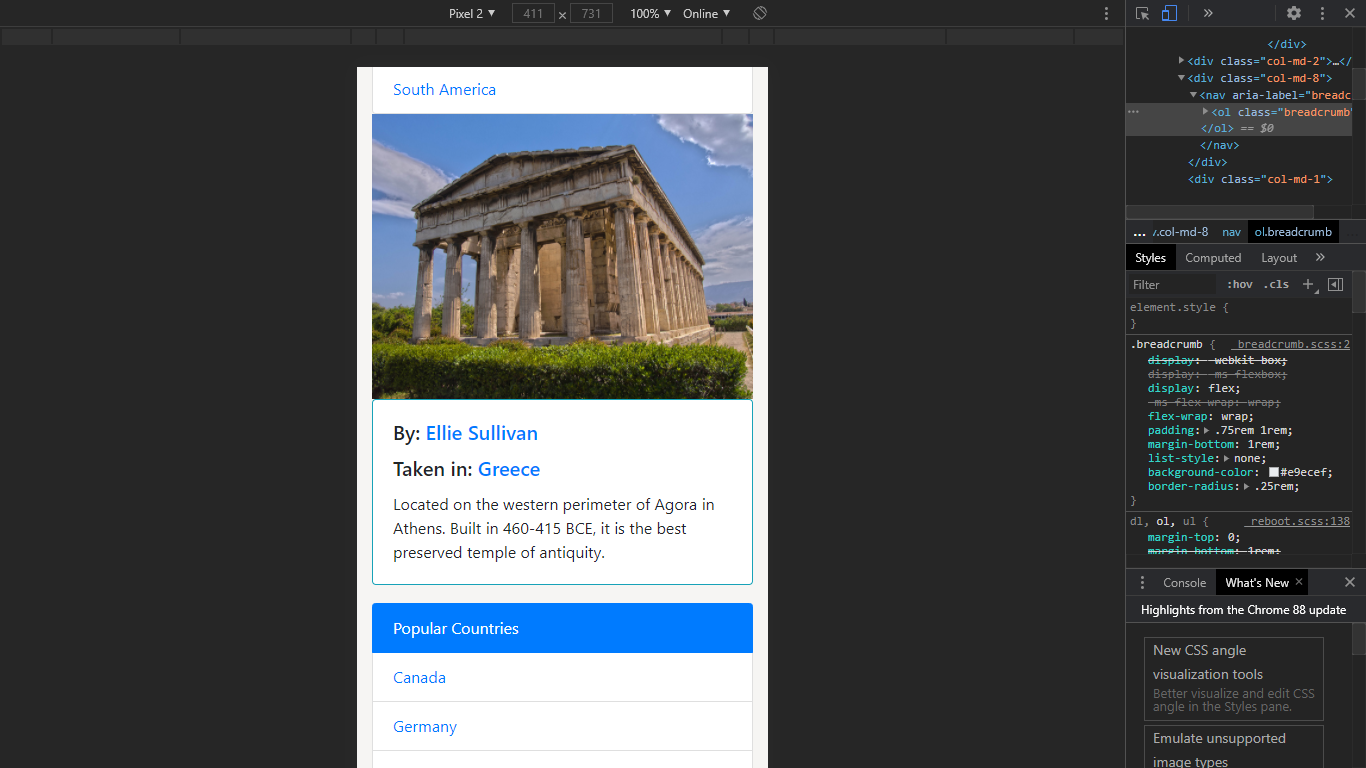 Pixel 2 ▼ 411 × 731 100% ▼ Online ▼
South America
By: Ellie Sullivan
Taken in: Greece
Located on the western perimeter of Agora in
Athens. Built in 460-415 BCE, it is the best
preserved temple of antiquity.
Popular Countries
Canada
Germany
</div>
<div class="col-md-2">…</
<div class="col-md-8">
<nav aria-label="breadc
<ol class="breadcrumb"
</ol> == $0
</nav>
</div>
<div class="col-md-1">
... .col-md-8 nav ol.breadcrumb
Styles Computed Layout »
Filter :hov .cls +
element.style {
}
.breadcrumb { _breadcrumb.scss:2
display: -webkit-box;
display: -ms-flexbox;
display: flex;
-ms-flex-wrap: wrap;
flex-wrap: wrap;
padding: .75rem 1rem;
margin-bottom: 1rem;
list-style: none;
background-color: #e9ecef;
border-radius: .25rem;
}
dl, ol, ul { _reboot.scss:138
margin-top: 0;
margin-bottom: 1rem;
Console What's New ×
Highlights from the Chrome 88 update
New CSS angle
visualization tools
Better visualize and edit CSS
angle in the Styles pane.
Emulate unsupported
image types